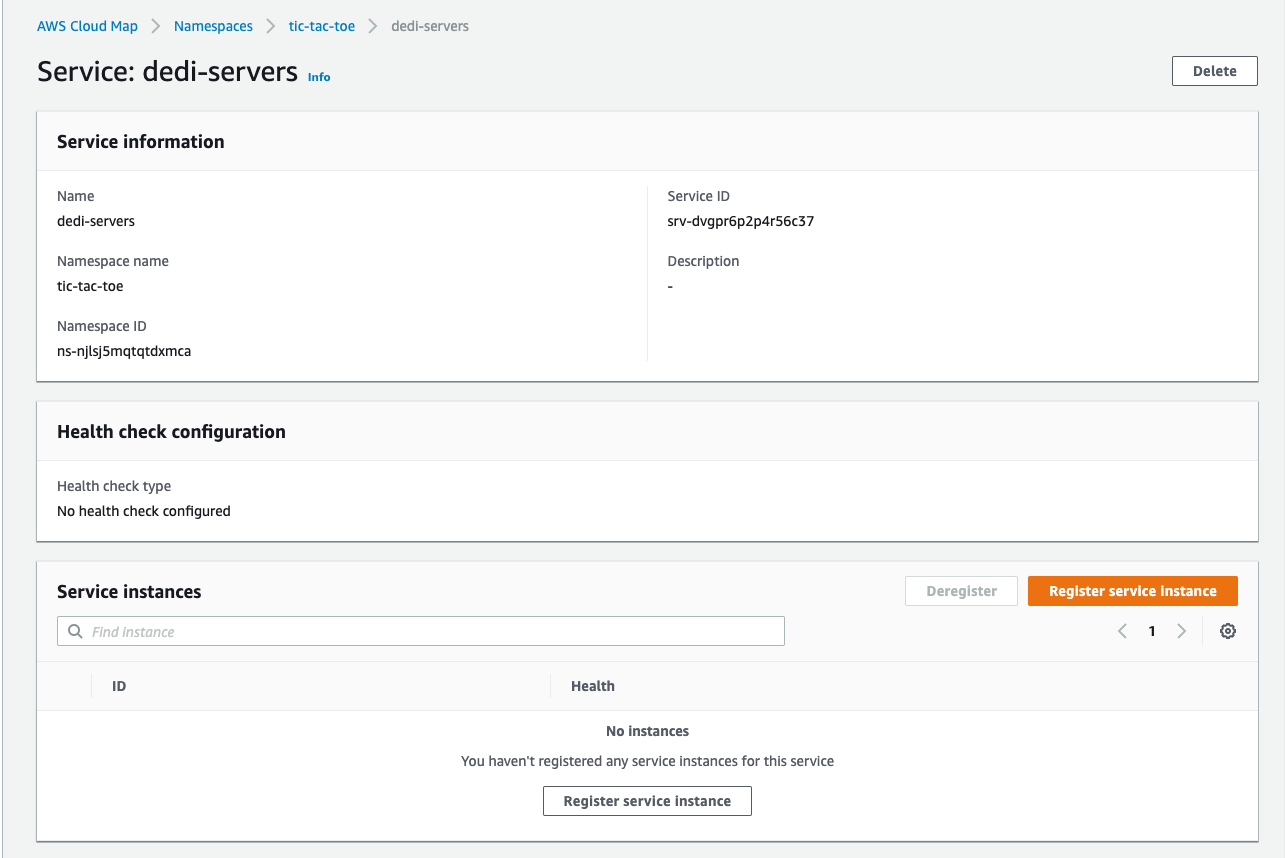 AWS Cloud Map > Namespaces > tic-tac-toe > dedi-servers
Service: dedi-servers Info
Delete
Service information
Name
dedi-servers
Namespace name
tic-tac-toe
Namespace ID
ns-njlsj5mqtqtdxmca
Service ID
srv-dvgpr6p2p4r56c37
Description
-
Health check configuration
Health check type
No health check configured
Service instances
Deregister
Register service instance
Find instance
1
ID Health
No instances
You haven't registered any service instances for this service
Register service instance